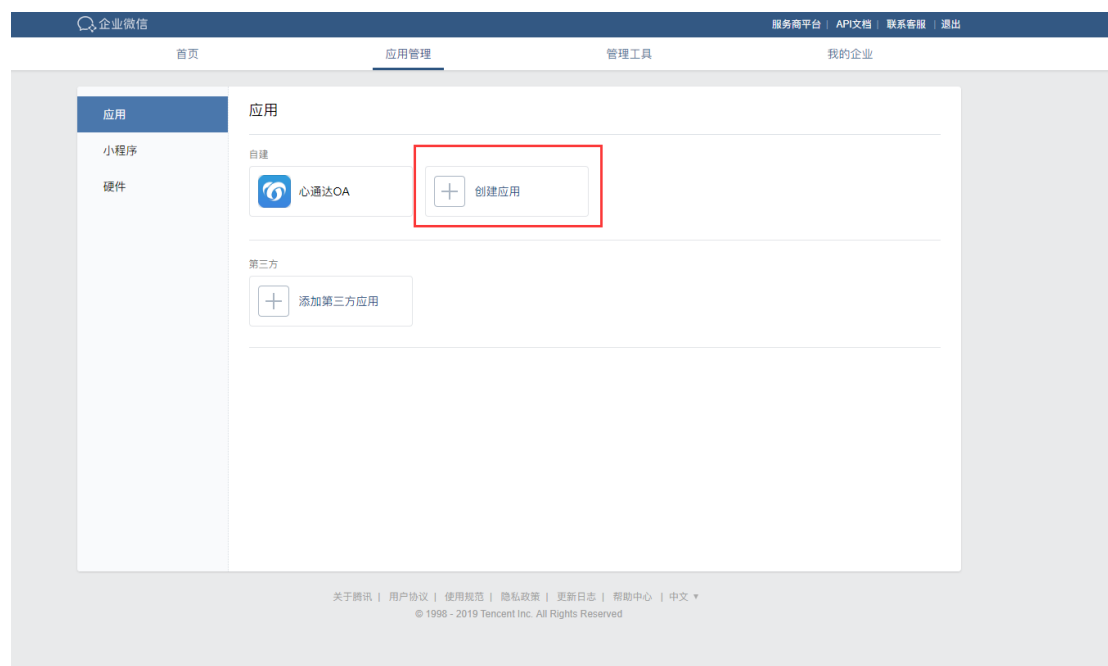 企业微信
服务商平台 | API文档 | 联系客服 | 退出
首页 应用管理 管理工具 我的企业
应用
小程序
硬件
应用
自建
心通达OA
创建应用
第三方
添加第三方应用
关于腾讯 | 用户协议 | 使用规范 | 隐私政策 | 更新日志 | 帮助中心 | 中文
© 1998 - 2019 Tencent Inc. All Rights Reserved